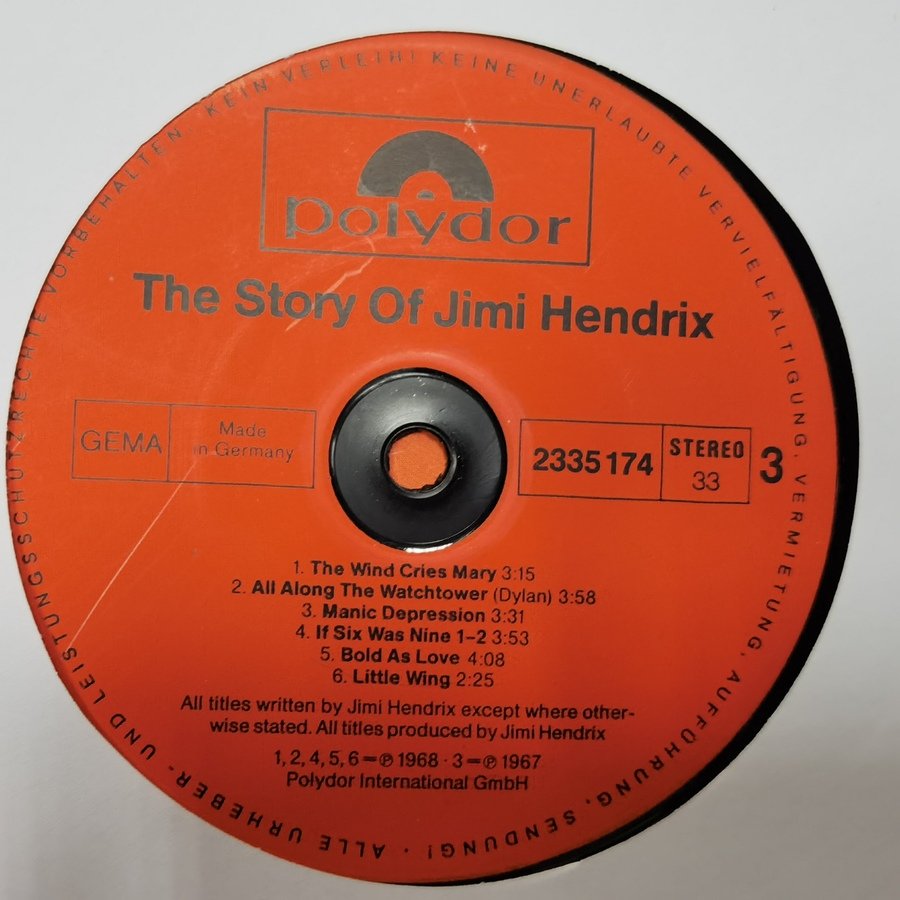 ALLE URHEBER- UND LEISTUNGSSCHUTZRECHTE VORBEHALTEN. KEIN VERLEIH! KEINE UNERLAUBTE VERVIELFÄLTIGUNG, VERMIETUNG, AUFFÜHRUNG, SENDUNG! ·
polydor
The Story Of Jimi Hendrix
GEMA
Made
in Germany
2335 174
STEREO
33
3
1. The Wind Cries Mary 3:15
2. All Along The Watchtower (Dylan) 3:58
3. Manic Depression 3:31
4. If Six Was Nine 1-2 3:53
5. Bold As Love 4:08
6. Little Wing 2:25
All titles written by Jimi Hendrix except where other-
wise stated. All titles produced by Jimi Hendrix
1, 2, 4, 5, 6 – ℗ 1968 · 3 – ℗ 1967
Polydor International GmbH